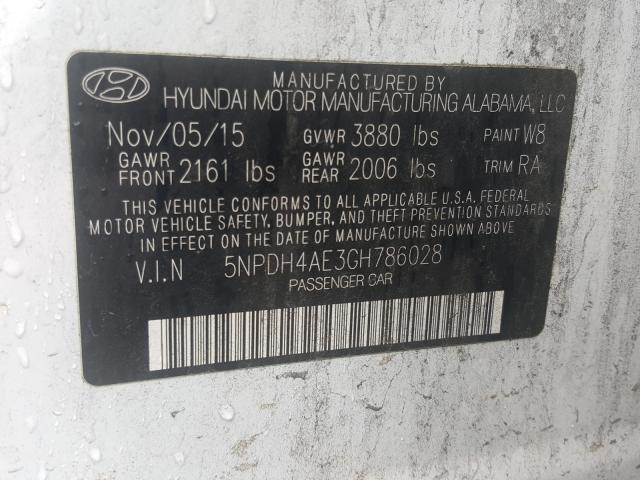 MANUFACTURED BY
HYUNDAI MOTOR MANUFACTURING ALABAMA, LLC
Nov/05/15 GVWR 3880 lbs PAINT W8
GAWR FRONT 2161 lbs GAWR REAR 2006 lbs TRIM RA
THIS VEHICLE CONFORMS TO ALL APPLICABLE U.S.A. FEDERAL
MOTOR VEHICLE SAFETY, BUMPER, AND THEFT PREVENTION STANDARDS
IN EFFECT ON THE DATE OF MANUFACTURE SHOWN ABOVE
V.I.N 5NPDH4AE3GH786028
PASSENGER CAR